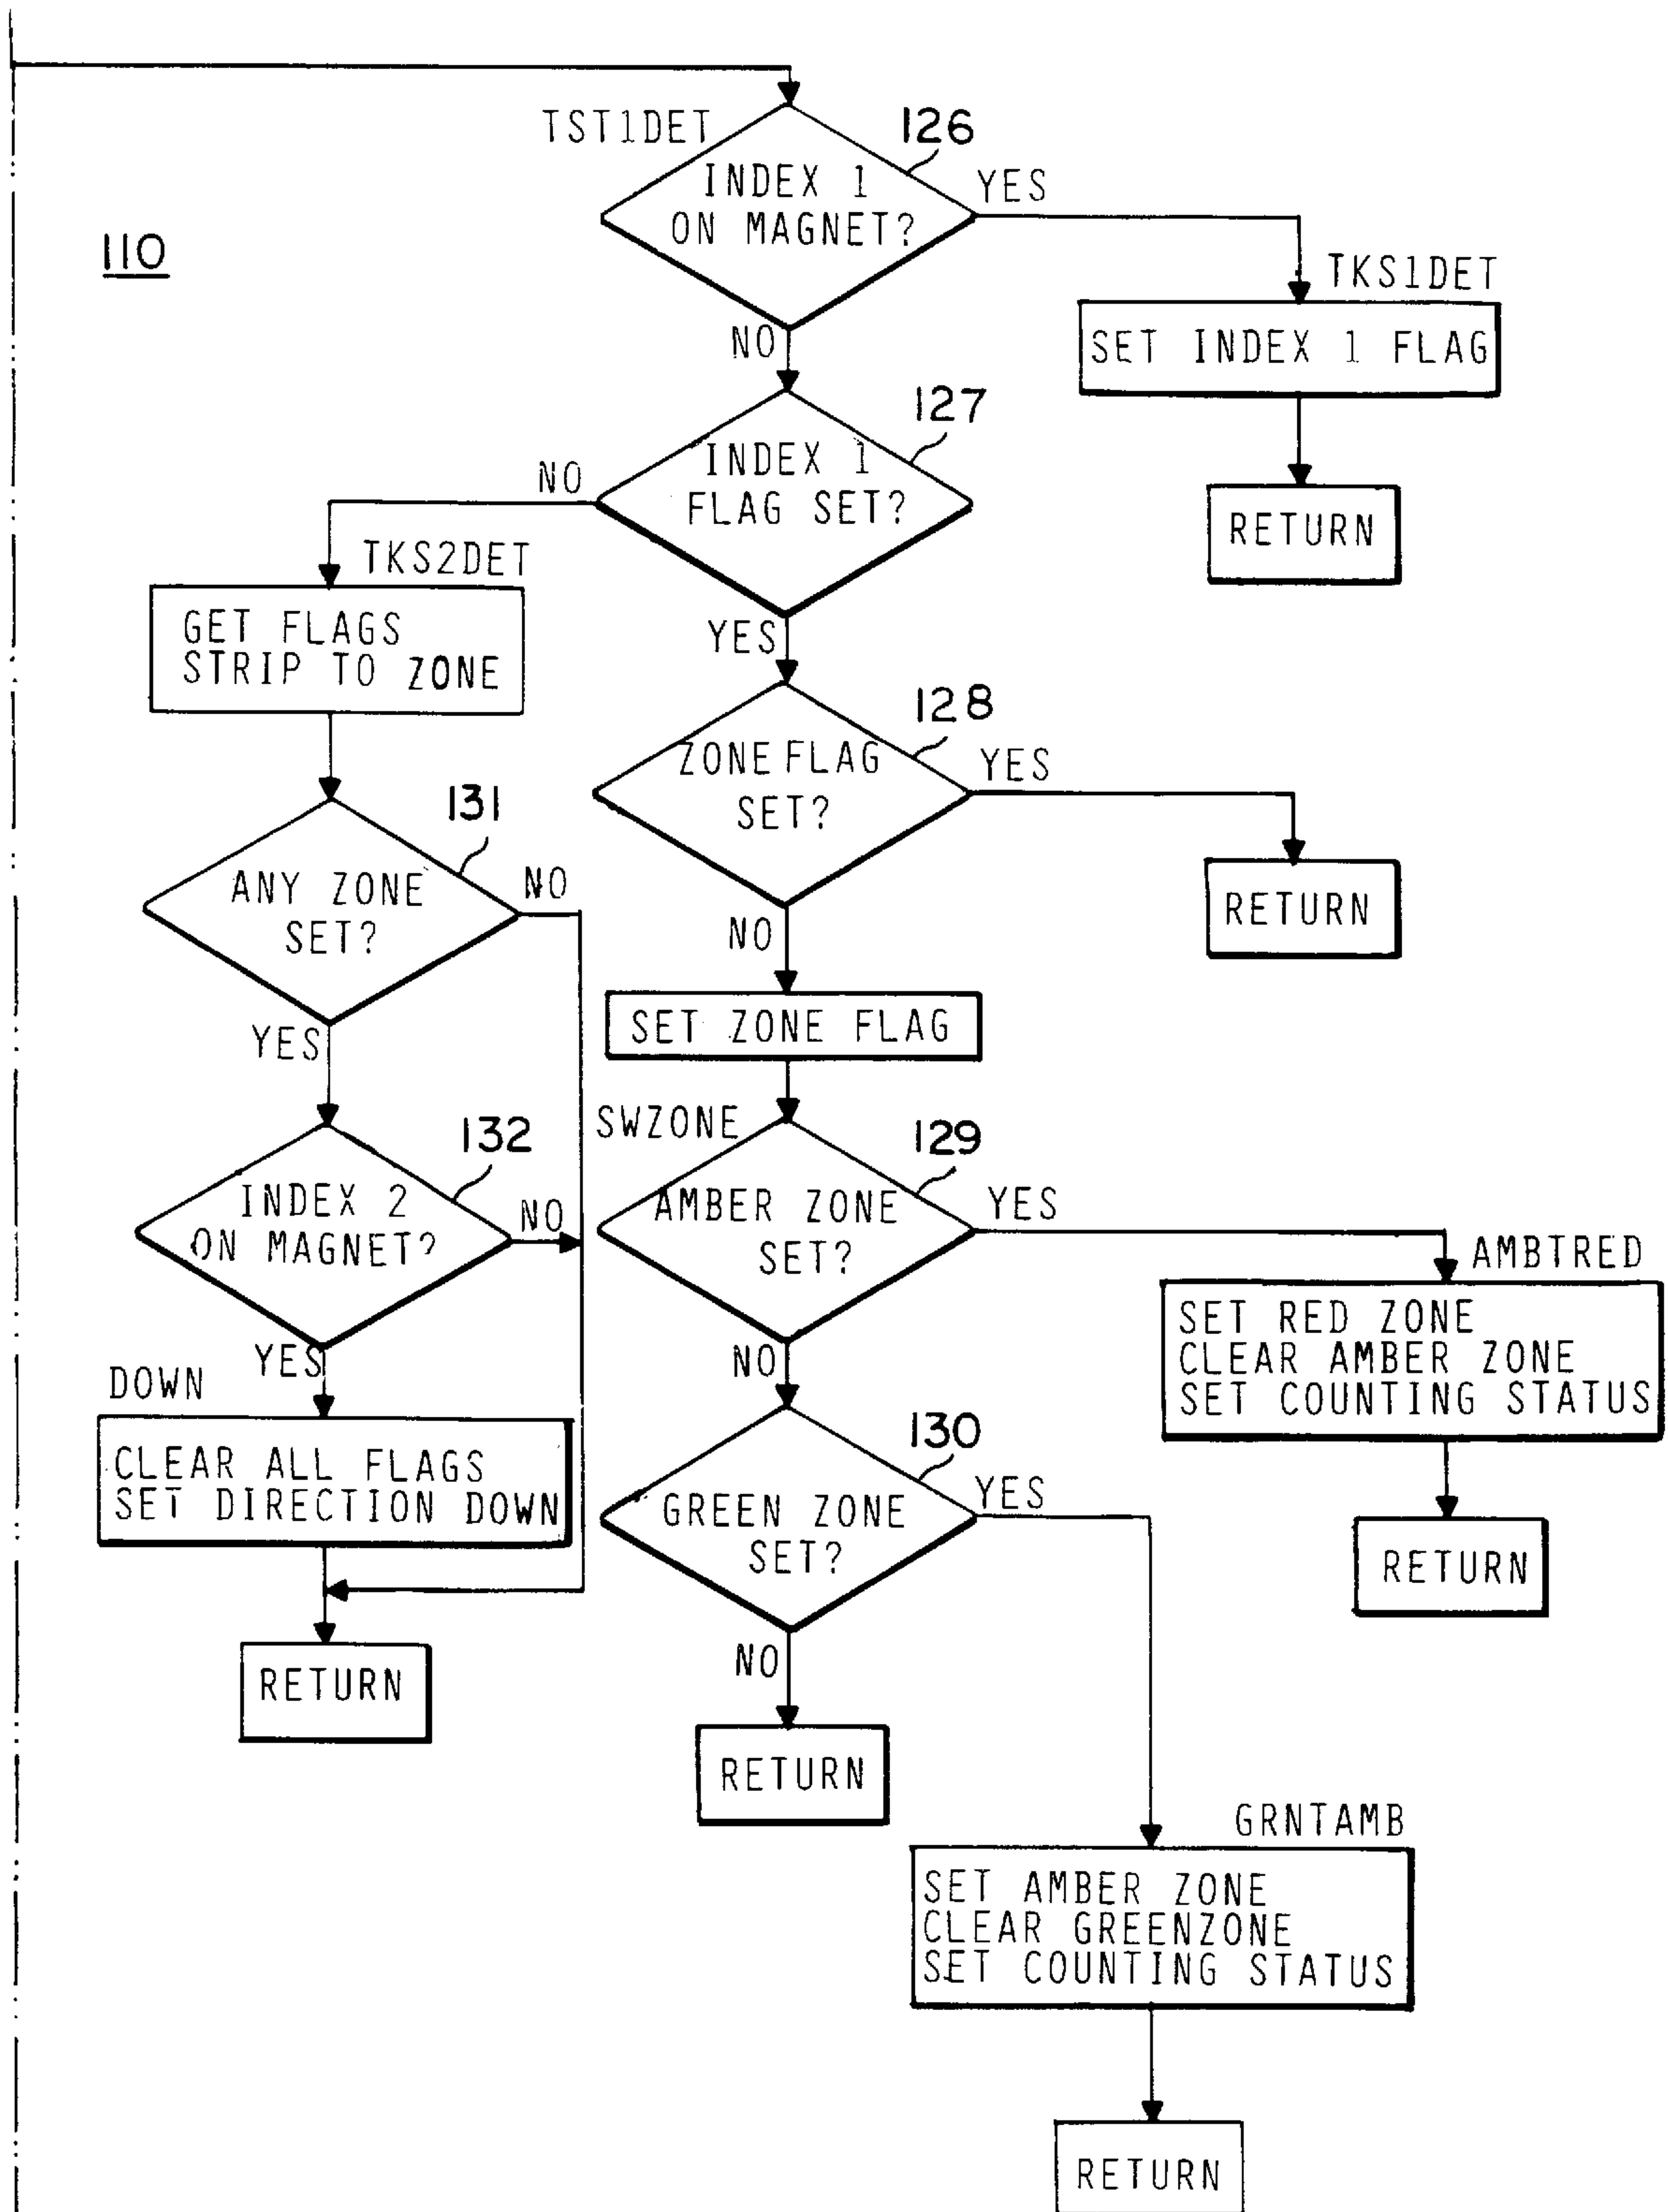 TST1DET
126
INDEX 1
ON MAGNET?
YES
110
TKS1DET
SET INDEX 1 FLAG
NO
RETURN
127
INDEX 1
FLAG SET?
NO
TKS2DET
GET FLAGS
STRIP TO ZONE
YES
128
ZONE FLAG
SET?
YES
RETURN
131
ANY ZONE
SET?
NO
NO
YES
SET ZONE FLAG
132
INDEX 2
ON MAGNET?
NO
YES
SWZONE
129
AMBER ZONE
SET?
YES
AMBTRED
SET RED ZONE
CLEAR AMBER ZONE
SET COUNTING STATUS
RETURN
DOWN
CLEAR ALL FLAGS
SET DIRECTION DOWN
RETURN
NO
130
GREEN ZONE
SET?
YES
NO
RETURN
GRNTAMB
SET AMBER ZONE
CLEAR GREENZONE
SET COUNTING STATUS
RETURN